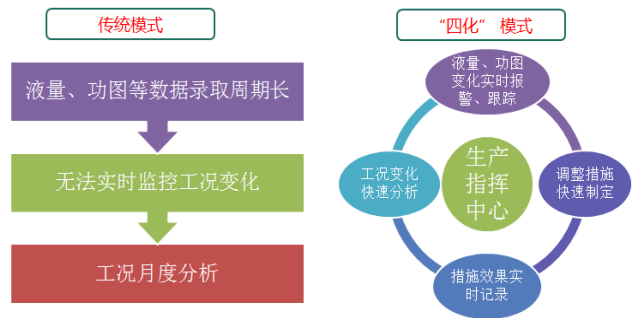 传统模式
液量、功图等数据录取周期长
无法实时监控工况变化
工况月度分析
“四化” 模式
液量、功图
变化实时报
警、跟踪
工况变化
快速分析
生产
指挥
中心
调整措施
快速制定
措施效果实
时记录